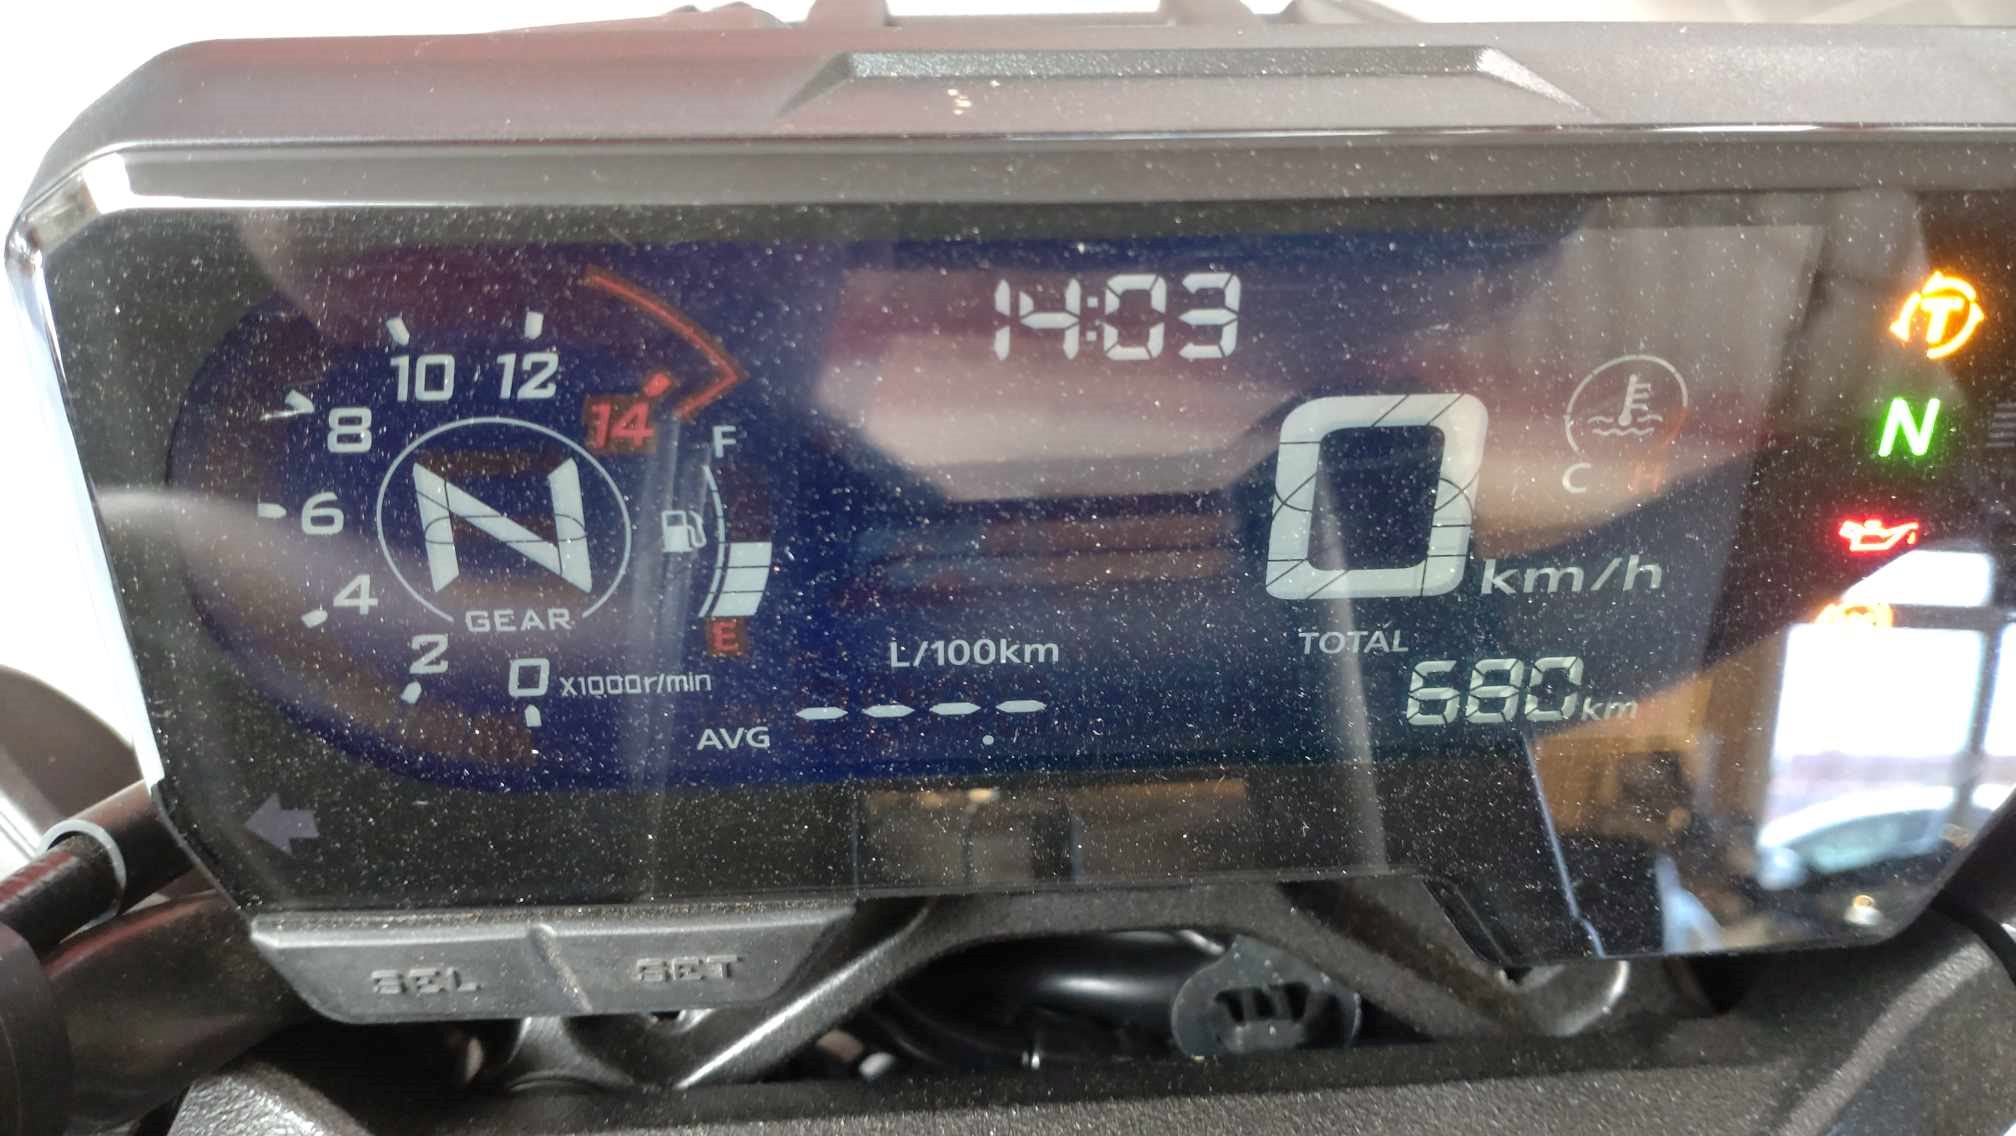 14:03
10 12
14
8
F
N
6
0
C H
N
T
km/h
4
GEAR
E
2
0 X1000r/min
L/100km
TOTAL
680km
AVG ----
SEL SET